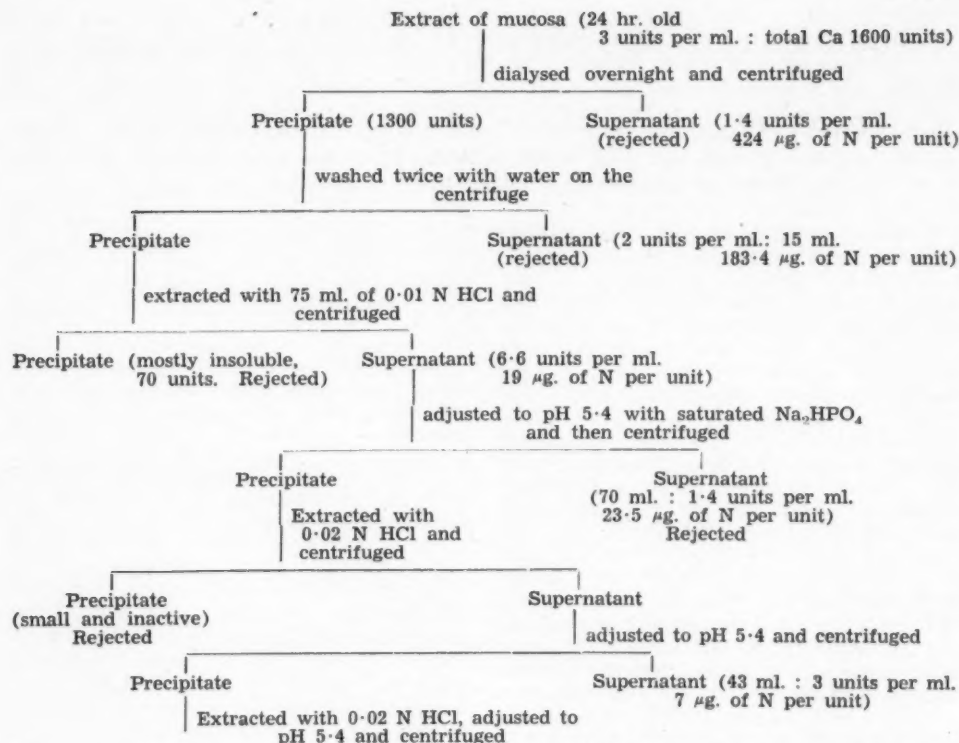 Extract of mucosa (24 hr. old
3 units per ml. : total Ca 1600 units)
dialysed overnight and centrifuged
Precipitate (1300 units)
Supernatant (1·4 units per ml.
(rejected) 424 µg. of N per unit)
washed twice with water on the
centrifuge
Precipitate
Supernatant (2 units per ml.: 15 ml.
(rejected) 183·4 µg. of N per unit)
extracted with 75 ml. of 0·01 N HCl and
centrifuged
Precipitate (mostly insoluble,
70 units. Rejected)
Supernatant (6·6 units per ml.
19 µg. of N per unit)
adjusted to pH 5·4 with saturated Na₂HPO₄
and then centrifuged
Precipitate
Supernatant
(70 ml. : 1·4 units per ml.
23·5 µg. of N per unit)
Rejected
Extracted with
0·02 N HCl and
centrifuged
Precipitate
(small and inactive)
Rejected
Supernatant
adjusted to pH 5·4 and centrifuged
Precipitate
Supernatant (43 ml. : 3 units per ml.
7 µg. of N per unit)
Extracted with 0·02 N HCl, adjusted to
pH 5·4 and centrifuged